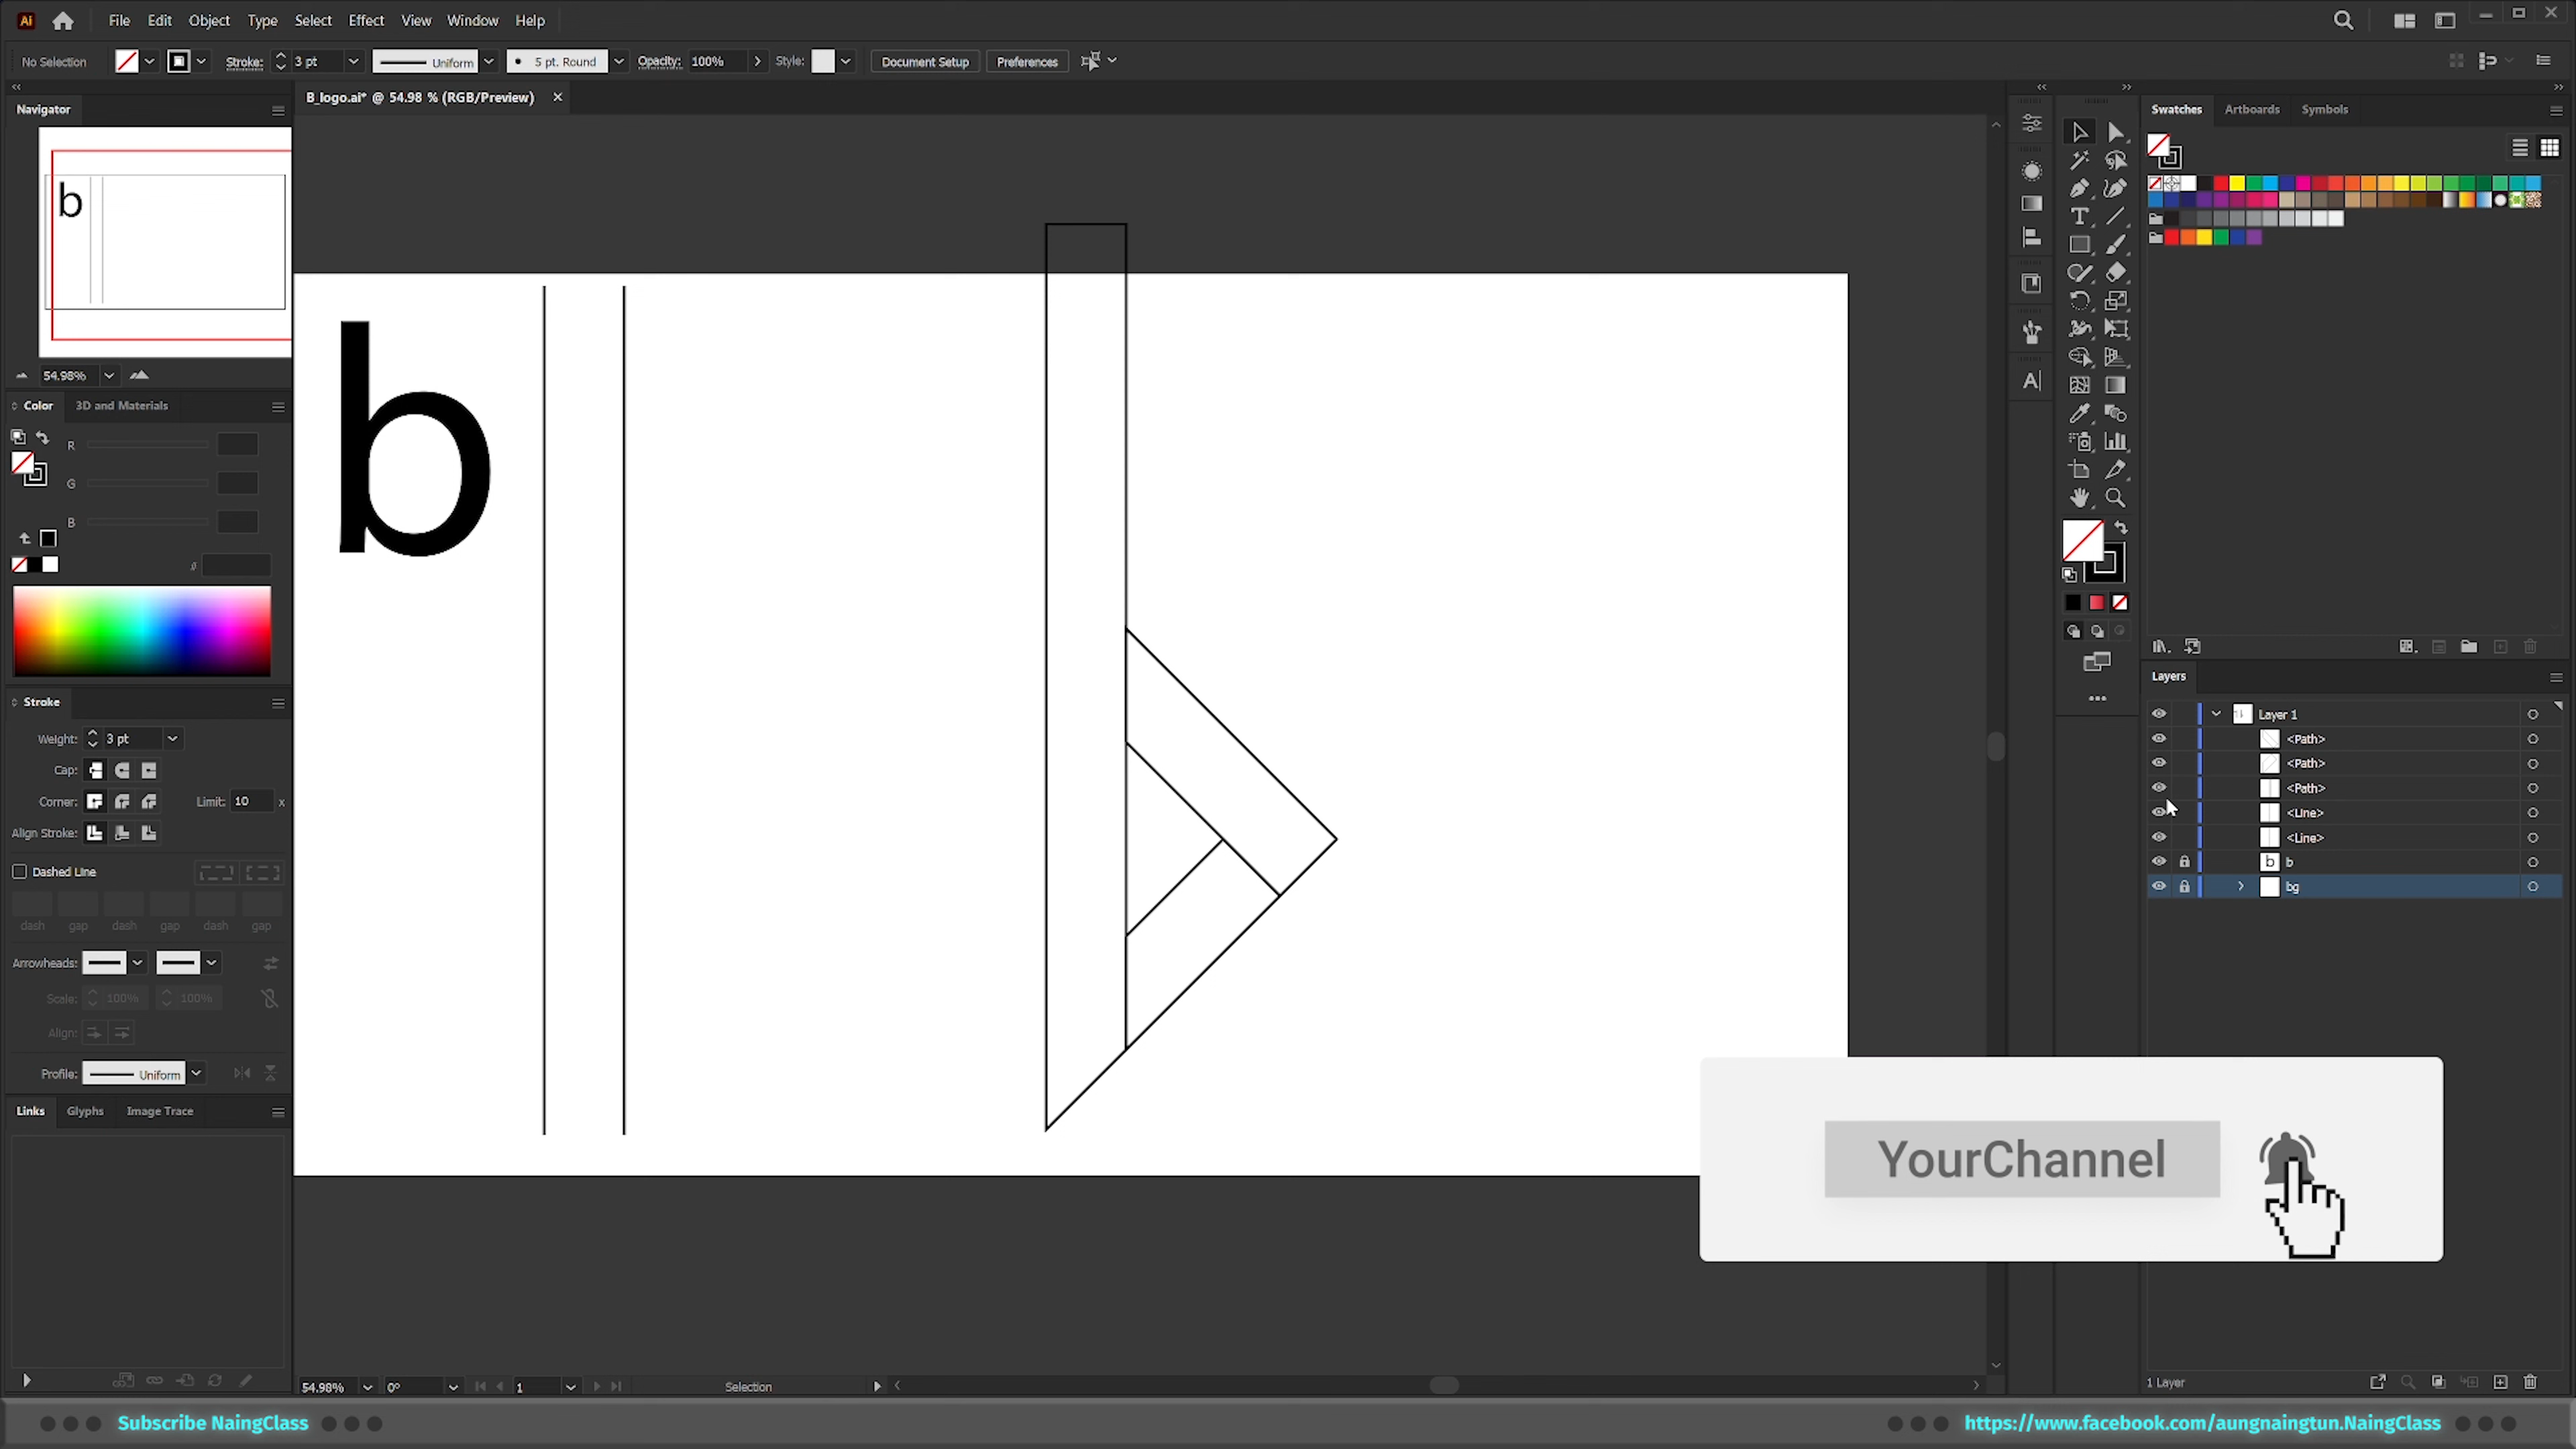 Ai File Edit Object Type Select Effect View Window Help
No Selection Stroke: 3 pt Uniform 5 pt. Round Opacity: 100% Style: Document Setup Preferences
B_logo.ai* @ 54.98 % (RGB/Preview)
Navigator
b
54.98%
Color 3D and Materials
R
G
B
Stroke
Weight: 3 pt
Cap:
Corner: Limit: 10 x
Align Stroke:
Dashed Line
dash gap dash gap dash gap
Arrowheads:
Scale: 100% 100%
Align:
Profile: Uniform
Links Glyphs Image Trace
b
54.98% 0° 1 Selection
Swatches Artboards Symbols
Layers
Layer 1
<Path>
<Path>
<Path>
<Line>
<Line>
b b
bg
1 Layer
YourChannel
Subscribe NaingClass
https://www.facebook.com/aungnaingtun.NaingClass